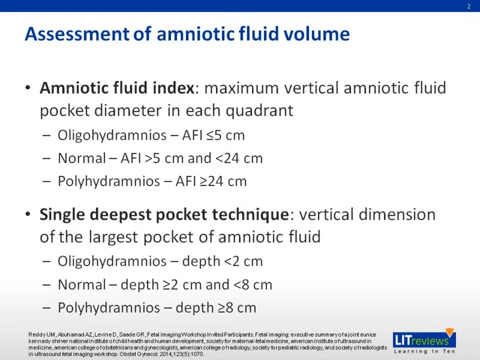 2
Assessment of amniotic fluid volume
• Amniotic fluid index: maximum vertical amniotic fluid
pocket diameter in each quadrant
– Oligohydramnios – AFI ≤5 cm
– Normal – AFI >5 cm and <24 cm
– Polyhydramnios – AFI ≥24 cm
• Single deepest pocket technique: vertical dimension
of the largest pocket of amniotic fluid
– Oligohydramnios – depth <2 cm
– Normal – depth ≥2 cm and <8 cm
– Polyhydramnios – depth ≥8 cm
Reddy UM, Abuhamad AZ, Levine D, Saade GR, Fetal Imaging Workshop Invited Participants. Fetal imaging: executive summary of a joint eunice
kennedy shriver national institute of child health and human development, society for maternal-fetal medicine, american institute of ultrasound in
medicine, american college of obstetricians and gynecologists, american college of radiology, society for pediatric radiology, and society of radiologists
in ultrasound fetal imaging workshop. Obstet Gynecol. 2014;123(5):1070.
LITreviews
Learning In Ten